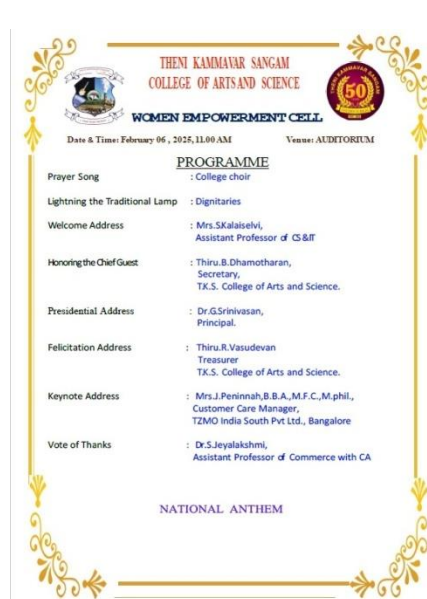 THENI KAMMAVAR SANGAM
COLLEGE OF ARTS AND SCIENCE
THENI KAMMAVAR SANGAM
50
WOMEN EMPOWERMENT CELL
Date & Time: February 06 , 2025, 11.00 AM Venue: AUDITORIUM
PROGRAMME
Prayer Song : College choir
Lightning the Traditional Lamp : Dignitaries
Welcome Address : Mrs.S.Kalaiselvi,
Assistant Professor of CS & IT
Honoring the Chief Guest : Thiru.B.Dhamotharan,
Secretary,
T.K.S. College of Arts and Science.
Presidential Address : Dr.G.Srinivasan,
Principal.
Felicitation Address : Thiru.R.Vasudevan
Treasurer
T.K.S. College of Arts and Science.
Keynote Address : Mrs.J.Peninnah,B.B.A.,M.F.C.,M.phil.,
Customer Care Manager,
TZMO India South Pvt Ltd., Bangalore
Vote of Thanks : Dr.S.Jeyalakshmi,
Assistant Professor of Commerce with CA
NATIONAL ANTHEM